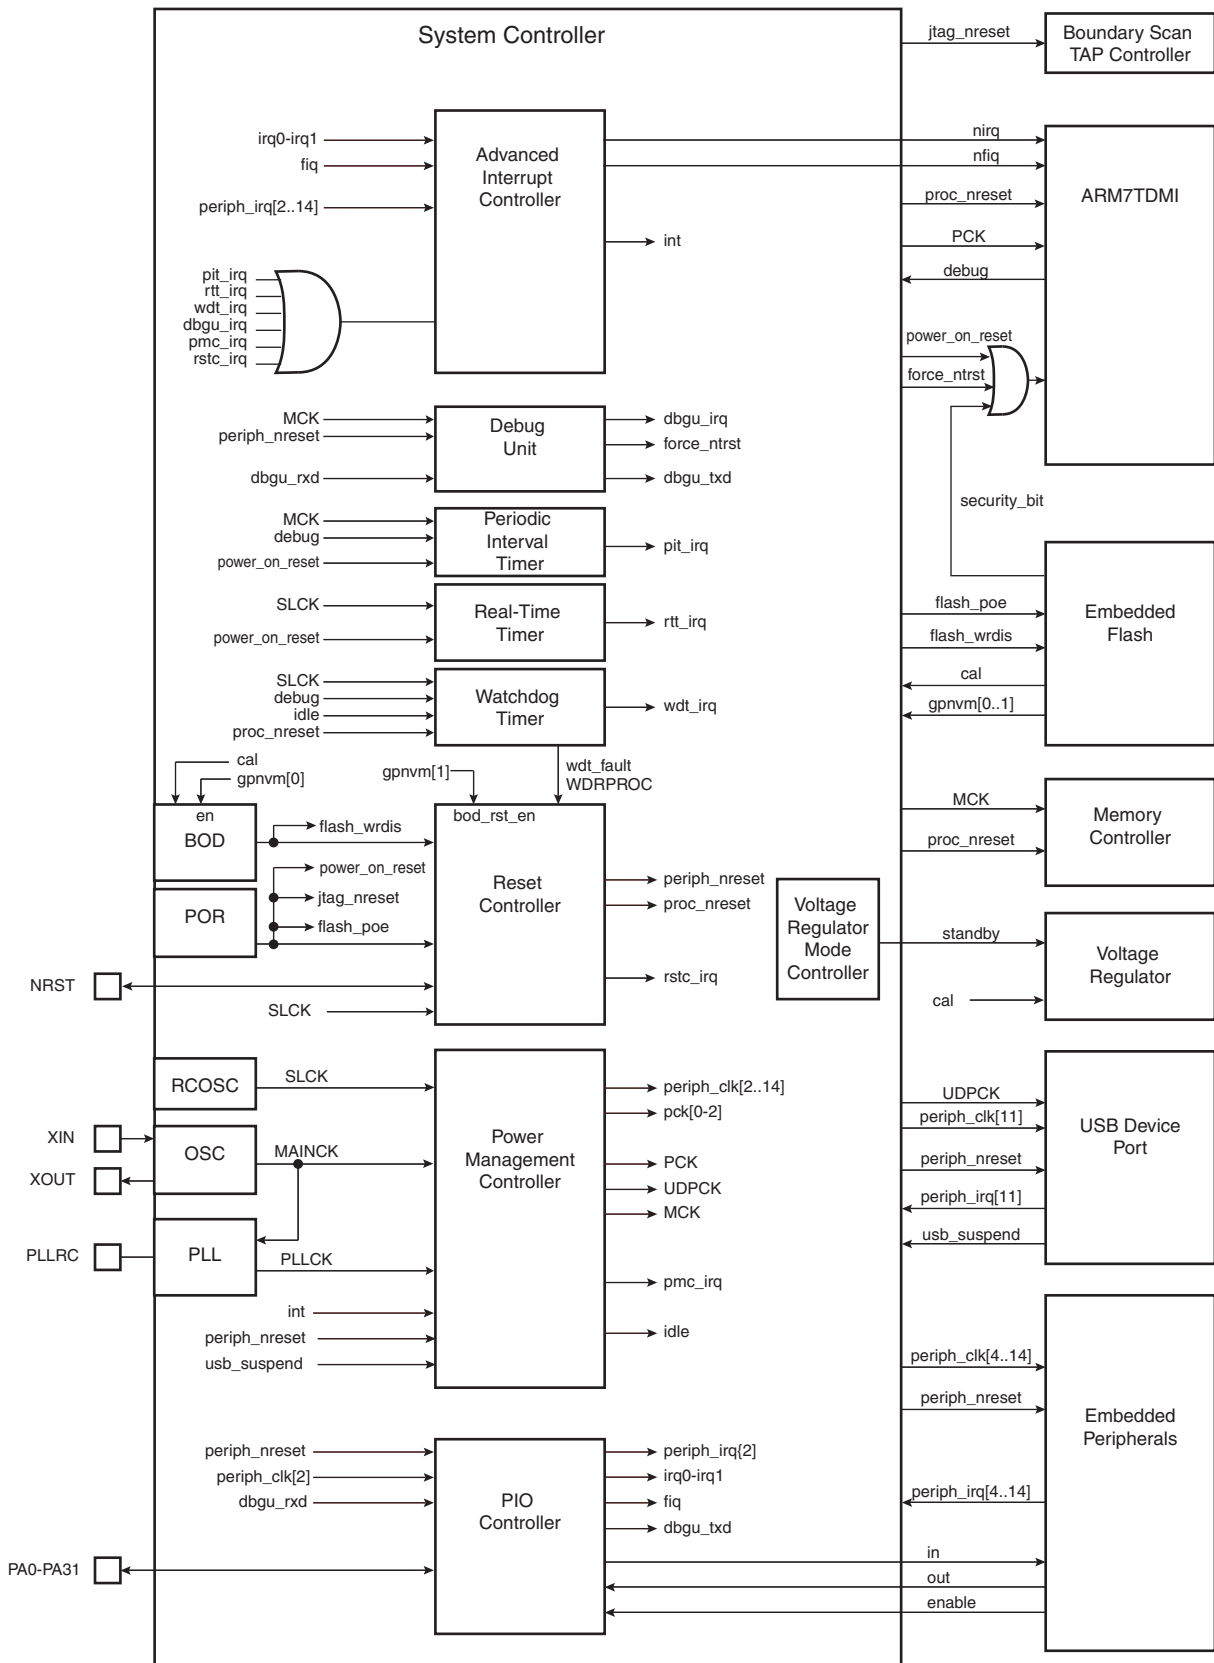 System Controller
jtag_nreset
Boundary Scan
TAP Controller
irq0-irq1
fiq
periph_irq[2..14]
Advanced
Interrupt
Controller
int
nirq
nfiq
proc_nreset
PCK
debug
ARM7TDMI
pit_irq
rtt_irq
wdt_irq
dbgu_irq
pmc_irq
rstc_irq
power_on_reset
force_ntrst
security_bit
MCK
periph_nreset
dbgu_rxd
Debug
Unit
dbgu_irq
force_ntrst
dbgu_txd
MCK
debug
power_on_reset
Periodic
Interval
Timer
pit_irq
SLCK
power_on_reset
Real-Time
Timer
rtt_irq
flash_poe
flash_wrdis
cal
gpnvm[0..1]
Embedded
Flash
SLCK
debug
idle
proc_nreset
Watchdog
Timer
wdt_irq
wdt_fault
WDRPROC
cal
gpnvm[0]
gpnvm[1]
en
BOD
flash_wrdis
bod_rst_en
MCK
proc_nreset
Memory
Controller
POR
power_on_reset
jtag_nreset
flash_poe
Reset
Controller
periph_nreset
proc_nreset
rstc_irq
Voltage
Regulator
Mode
Controller
standby
cal
Voltage
Regulator
NRST
SLCK
RCOSC
SLCK
XIN
XOUT
OSC
MAINCK
PLLRC
PLL
PLLCK
int
periph_nreset
usb_suspend
Power
Management
Controller
periph_clk[2..14]
pck[0-2]
PCK
UDPCK
MCK
pmc_irq
idle
UDPCK
periph_clk[11]
periph_nreset
periph_irq[11]
usb_suspend
USB Device
Port
periph_clk[4..14]
periph_nreset
periph_irq[4..14]
Embedded
Peripherals
periph_nreset
periph_clk[2]
dbgu_rxd
PA0-PA31
PIO
Controller
periph_irq{2]
irq0-irq1
fiq
dbgu_txd
in
out
enable